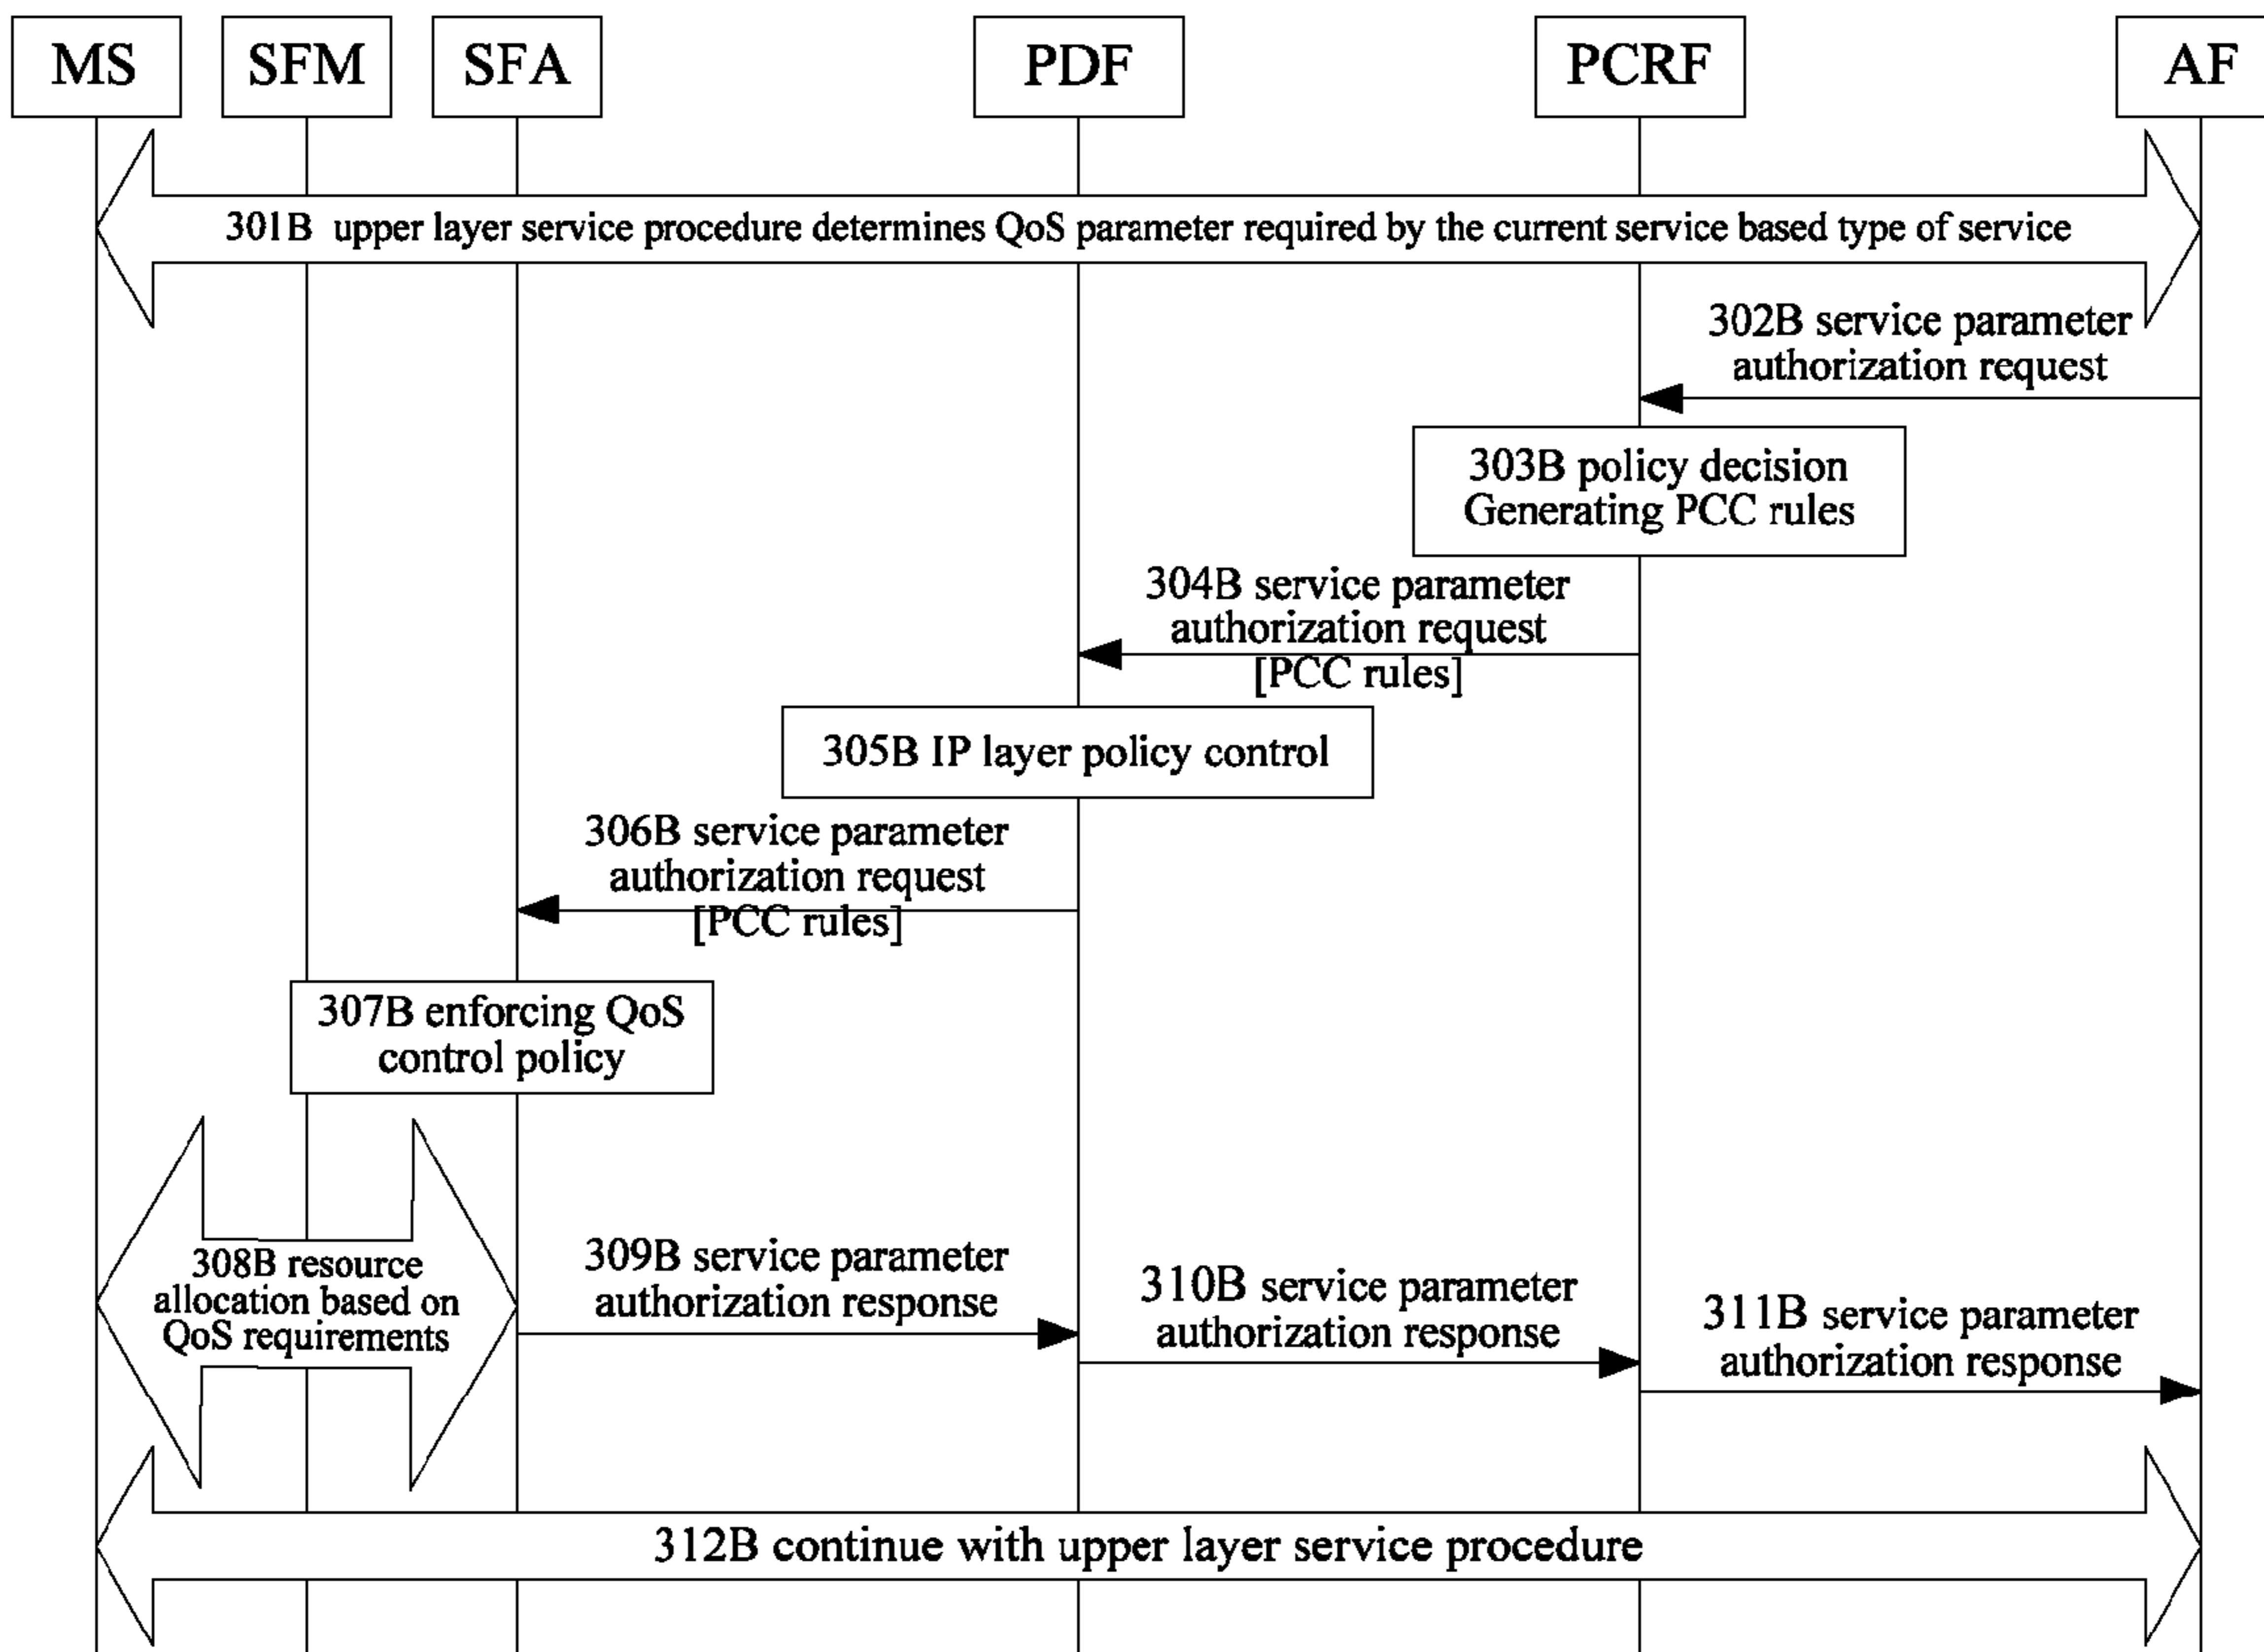 MS
SFM
SFA
PDF
PCRF
AF
301B upper layer service procedure determines QoS parameter required by the current service based type of service
302B service parameter
authorization request
303B policy decision
Generating PCC rules
304B service parameter
authorization request
[PCC rules]
305B IP layer policy control
306B service parameter
authorization request
[PCC rules]
307B enforcing QoS
control policy
308B resource
allocation based on
QoS requirements
309B service parameter
authorization response
310B service parameter
authorization response
311B service parameter
authorization response
312B continue with upper layer service procedure